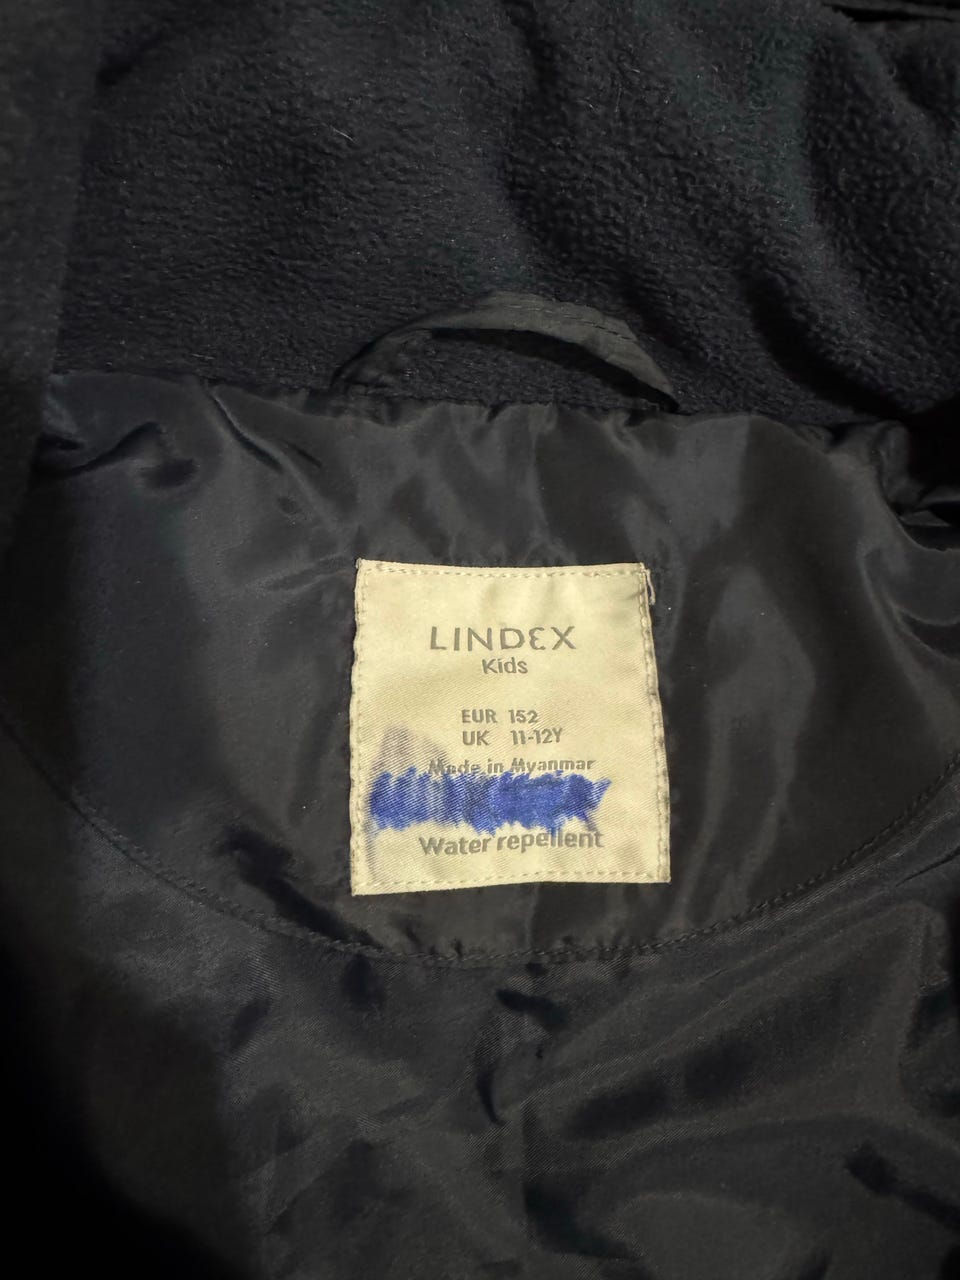 LINDEX
Kids
EUR 152
UK 11-12Y
Made in Myanmar
Water repellent